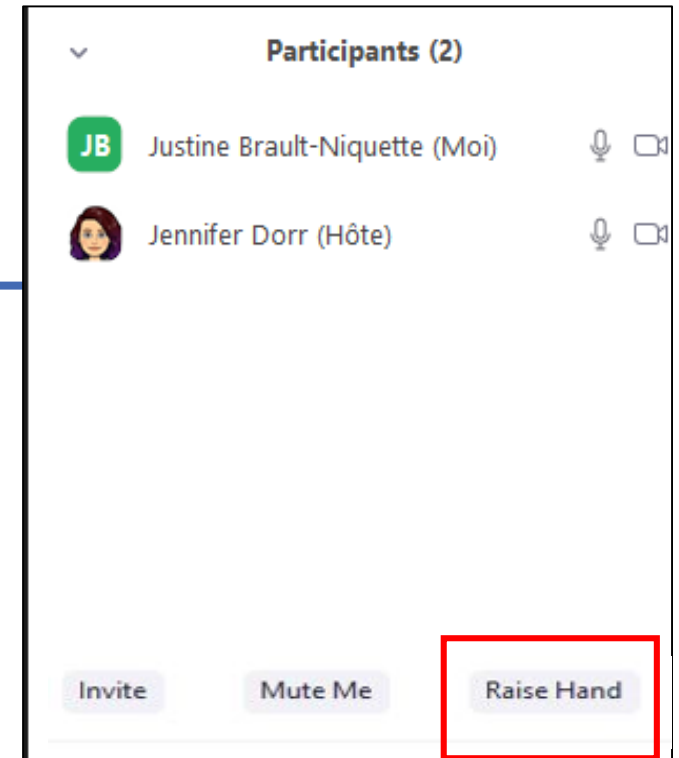 Participants (2)
JB Justine Brault-Niquette (Moi)
Jennifer Dorr (Hôte)
Invite Mute Me Raise Hand